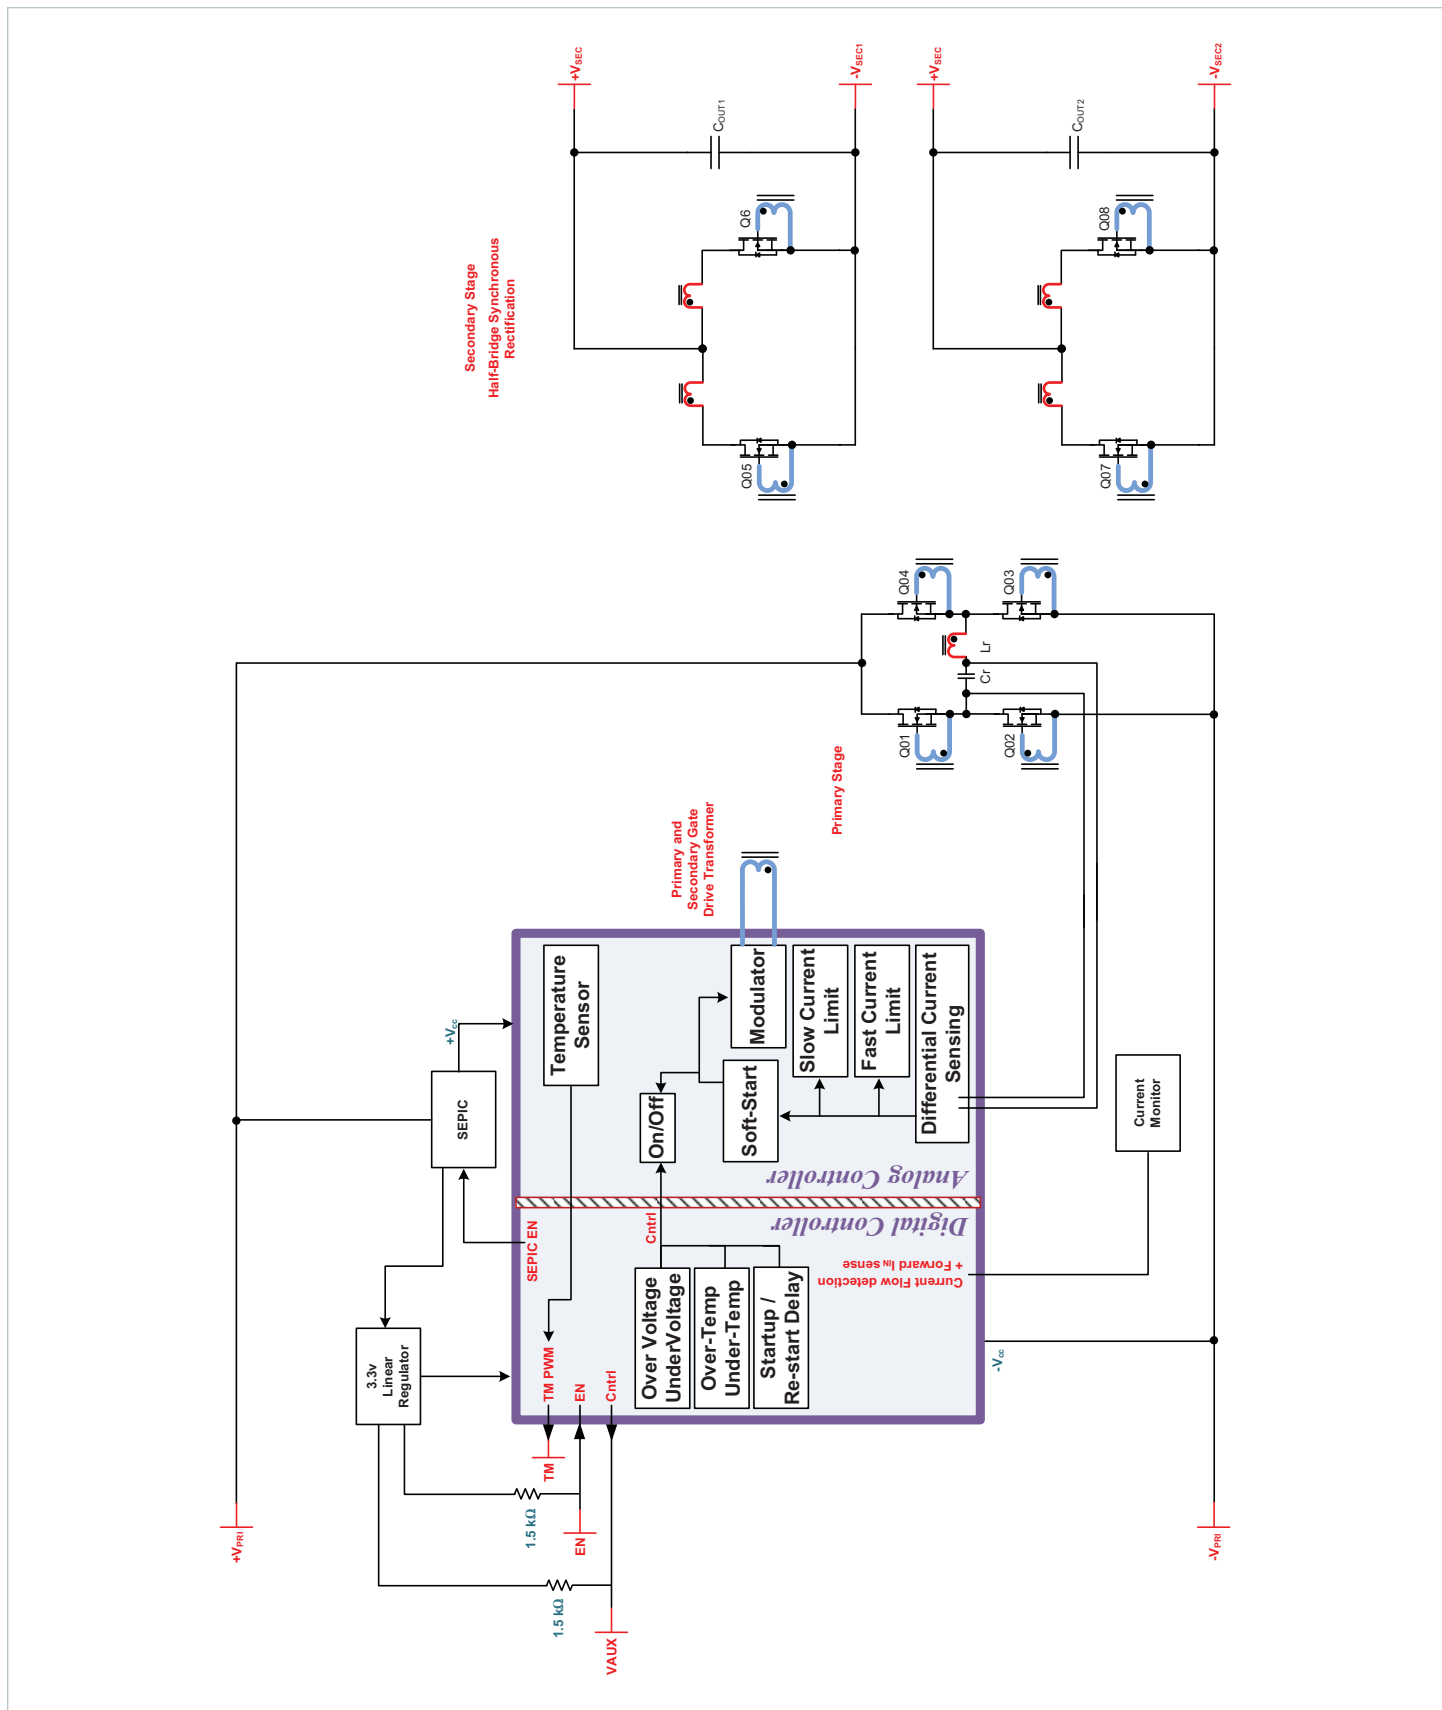 +VPRI
-VPRI
VAUX
EN
TM
1.5 kΩ
1.5 kΩ
3.3v
Linear
Regulator
SEPIC
+Vcc
-Vcc
SEPIC EN
TM PWM
EN
Cntrl
Cntrl
Over Voltage
UnderVoltage
Over-Temp
Under-Temp
Startup /
Re-start Delay
Current Flow detection
+ Forward IIN sense
Digital Controller
Analog Controller
Temperature
Sensor
On/Off
Soft-Start
Modulator
Slow Current
Limit
Fast Current
Limit
Differential Current
Sensing
Current
Monitor
Primary and
Secondary Gate
Drive Transformer
Primary Stage
Q01
Q02
Q04
Q03
Cr
Lr
Secondary Stage
Half-Bridge Synchronous
Rectification
Q05
Q6
COUT1
+VSEC
-VSEC1
Q07
Q08
COUT2
+VSEC
-VSEC2